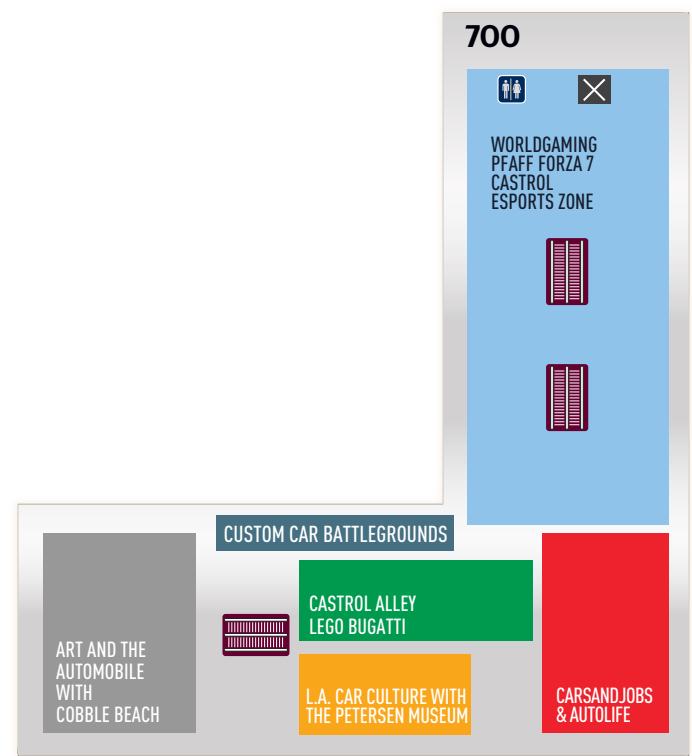 700
WORLDGAMING
PFAFF FORZA 7
CASTROL
ESPORTS ZONE
CUSTOM CAR BATTLEGROUNDS
CASTROL ALLEY
LEGO BUGATTI
ART AND THE
AUTOMOBILE
WITH
COBBLE BEACH
L.A. CAR CULTURE WITH
THE PETERSEN MUSEUM
CARSANDJOBS
& AUTOLIFE